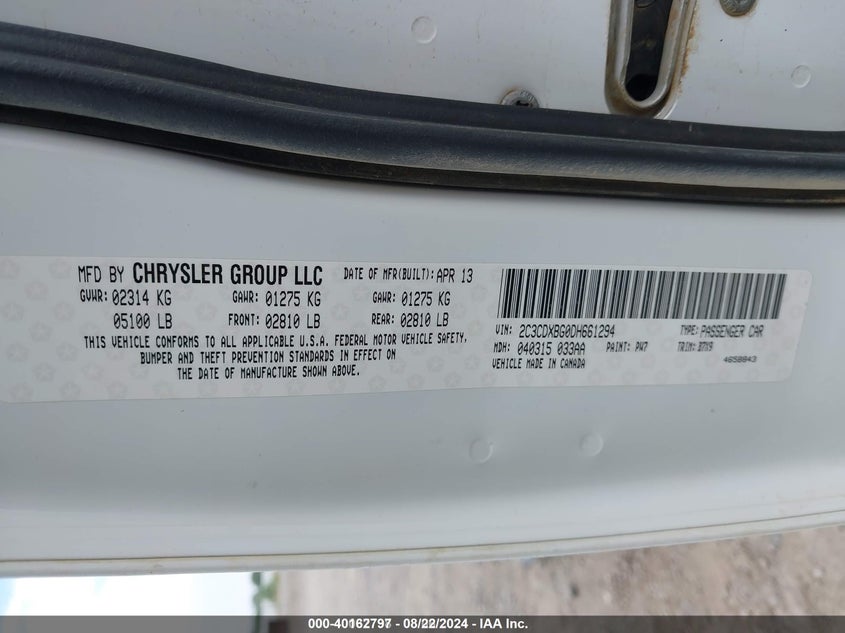 MFD BY CHRYSLER GROUP LLC DATE OF MFR(BUILT): APR 13
GVWR: 02314 KG GAWR: 01275 KG GAWR: 01275 KG
05100 LB FRONT: 02810 LB REAR: 02810 LB
THIS VEHICLE CONFORMS TO ALL APPLICABLE U.S.A. FEDERAL MOTOR VEHICLE SAFETY,
BUMPER AND THEFT PREVENTION STANDARDS IN EFFECT ON
THE DATE OF MANUFACTURE SHOWN ABOVE.
VIN: 2C3CDXBG0DH661294 TYPE: PASSENGER CAR
MDH: 040315 033AA PAINT: PW7 TRIM: B7X9
VEHICLE MADE IN CANADA 4658843
000-40162797 - 08/22/2024 - IAA Inc.